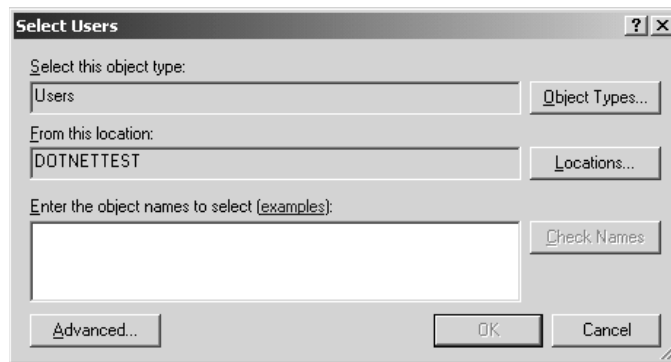 Select Users
Select this object type:
Users
Object Types...
From this location:
DOTNETTEST
Locations...
Enter the object names to select (examples):
Check Names
Advanced...
OK
Cancel